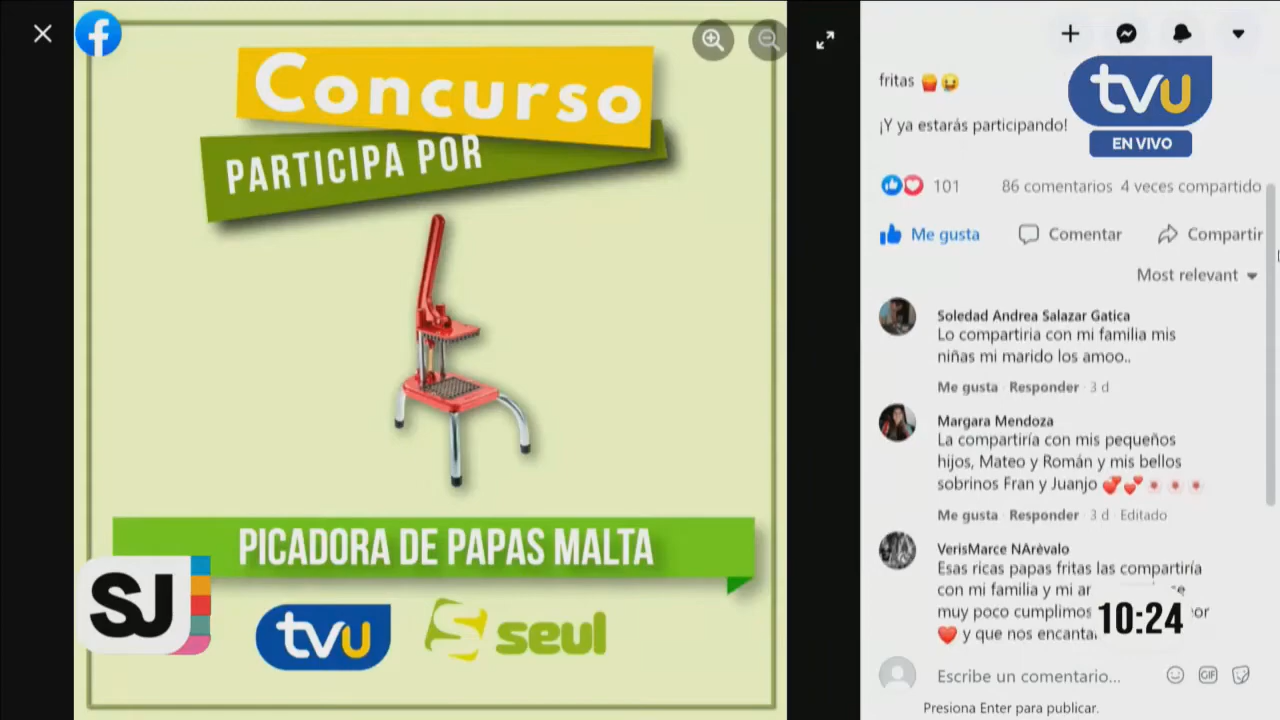 Concurso
PARTICIPA POR
PICADORA DE PAPAS MALTA
SJ
tvu
seul
fritas
tvu
¡Y ya estarás participando!
EN VIVO
101
86 comentarios 4 veces compartido
Me gusta
Comentar
Compartir
Most relevant
Soledad Andrea Salazar Gatica
Lo compartiria con mi familia mis
niñas mi marido los amoo..
Me gusta · Responder · 3 d
Margara Mendoza
La compartiría con mis pequeños
hijos, Mateo y Román y mis bellos
sobrinos Fran y Juanjo
Me gusta · Responder · 3 d · Editado
VerisMarce NArèvalo
Esas ricas papas fritas las compartiría
con mi familia y mi
muy poco cumplimos
y que nos encanta
10:24
Escribe un comentario...
GIF
Presiona Enter para publicar.